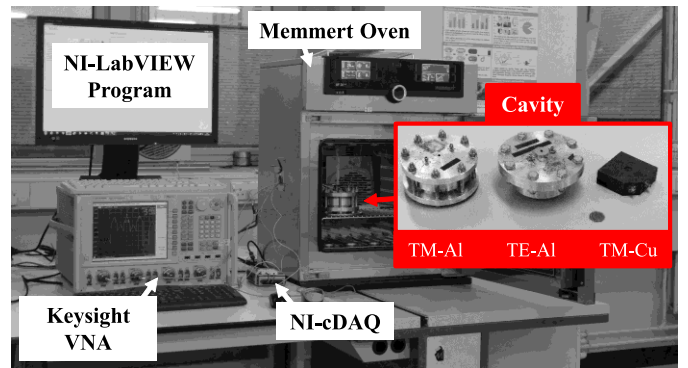 Memmert Oven
NI-LabVIEW
Program
Cavity
TM-Al
TE-Al
TM-Cu
Keysight
VNA
NI-cDAQ